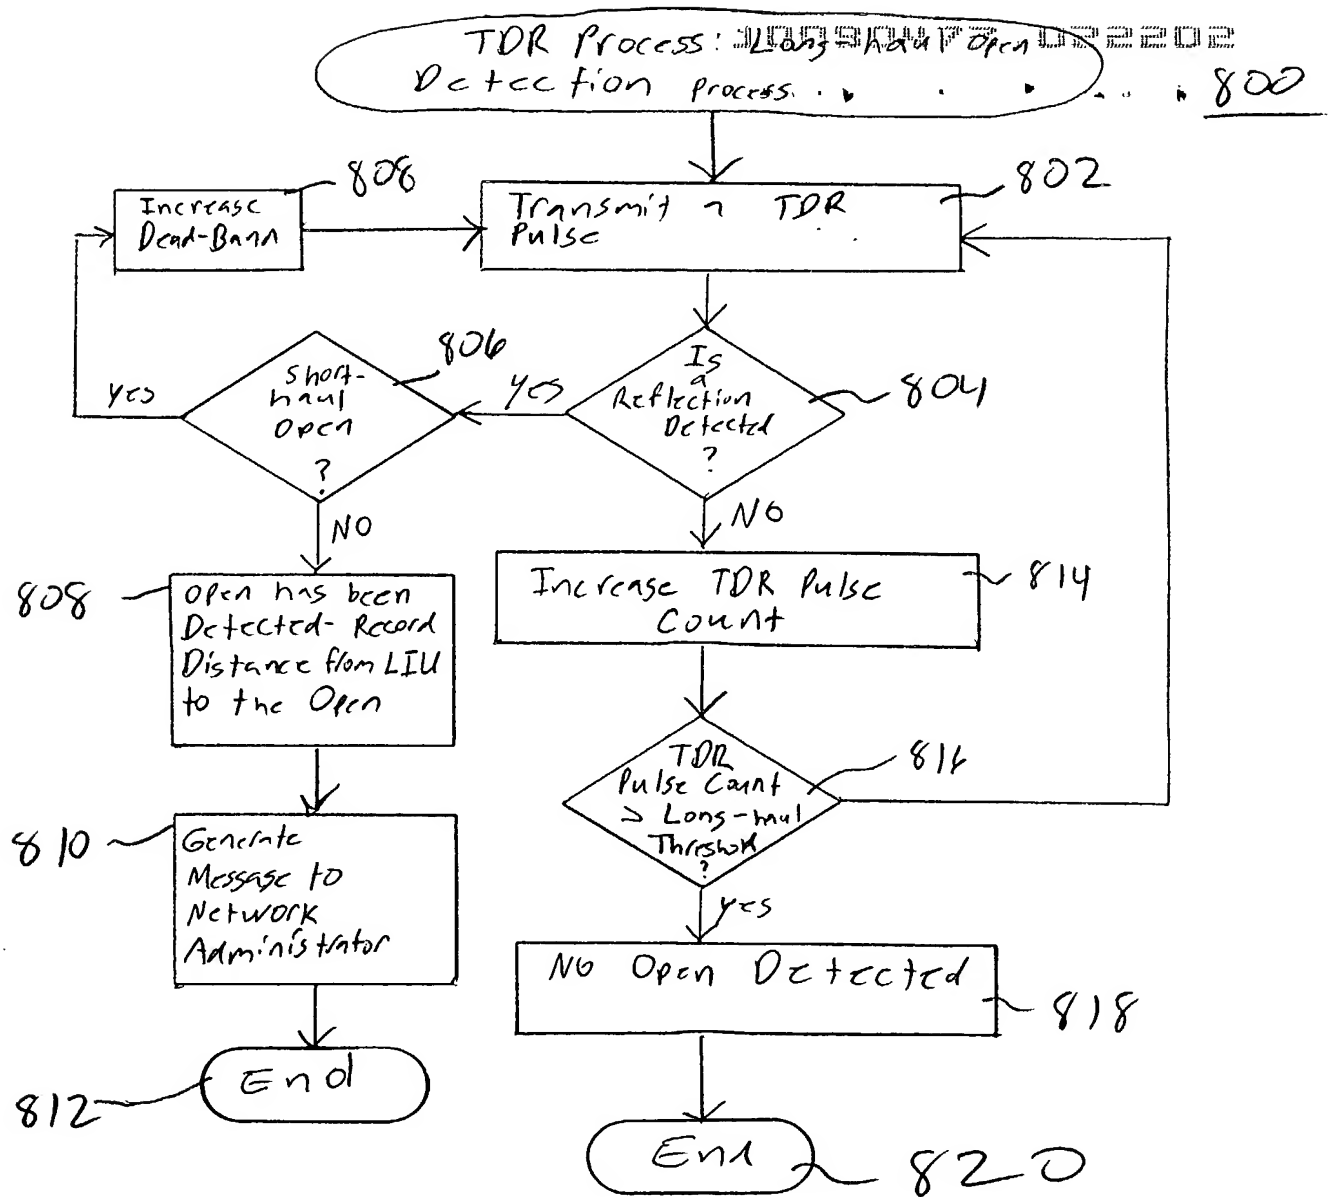 TDR Process: Long-haul Open
Detection Process
10090477 022202
800
808
Increase
Dead-Band
802
Transmit a TDR
Pulse
806
Short-
haul
Open
?
Yes
Yes
Is
a
Reflection
Detected
?
804
NO
NO
808
Open has been
Detected- Record
Distance from LIU
to the Open
Increase TDR Pulse
Count
814
TDR
Pulse Count
> Long-haul
Threshold
?
816
810
Generate
Message to
Network
Administrator
Yes
No Open Detected
818
812
End
End
820